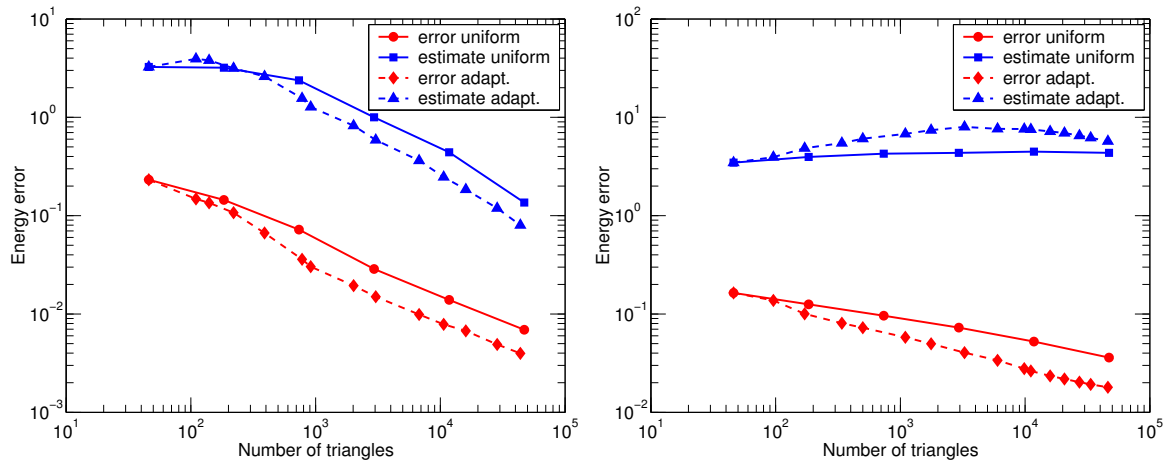 10^2
10^1
10^0
10^-1
10^-2
10^-3
Energy error
10^1
10^2
10^3
10^4
10^5
Number of triangles
error uniform
estimate uniform
error adapt.
estimate adapt.
10^2
10^1
10^0
10^-1
10^-2
Energy error
10^1
10^2
10^3
10^4
10^5
Number of triangles
error uniform
estimate uniform
error adapt.
estimate adapt.